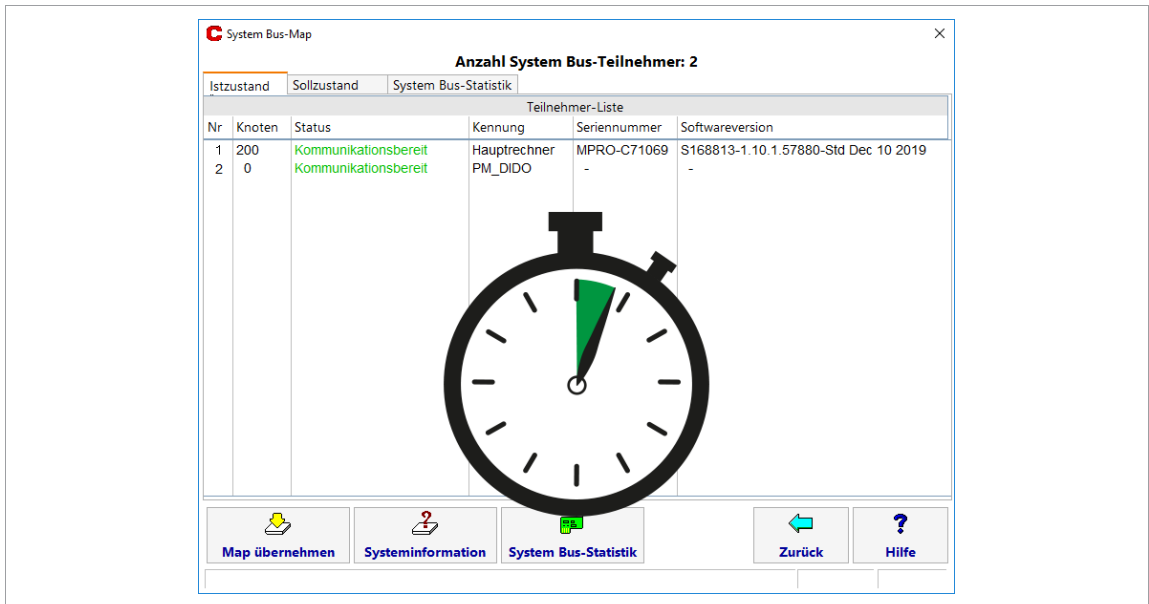 System Bus-Map
Anzahl System Bus-Teilnehmer: 2
Istzustand Sollzustand System Bus-Statistik
Teilnehmer-Liste
Nr Knoten Status Kennung Seriennummer Softwareversion
1 200 Kommunikationsbereit Hauptrechner MPRO-C71069 S168813-1.10.1.57880-Std Dec 10 2019
2 0 Kommunikationsbereit PM_DIDO - -
Map übernehmen Systeminformation System Bus-Statistik Zurück Hilfe